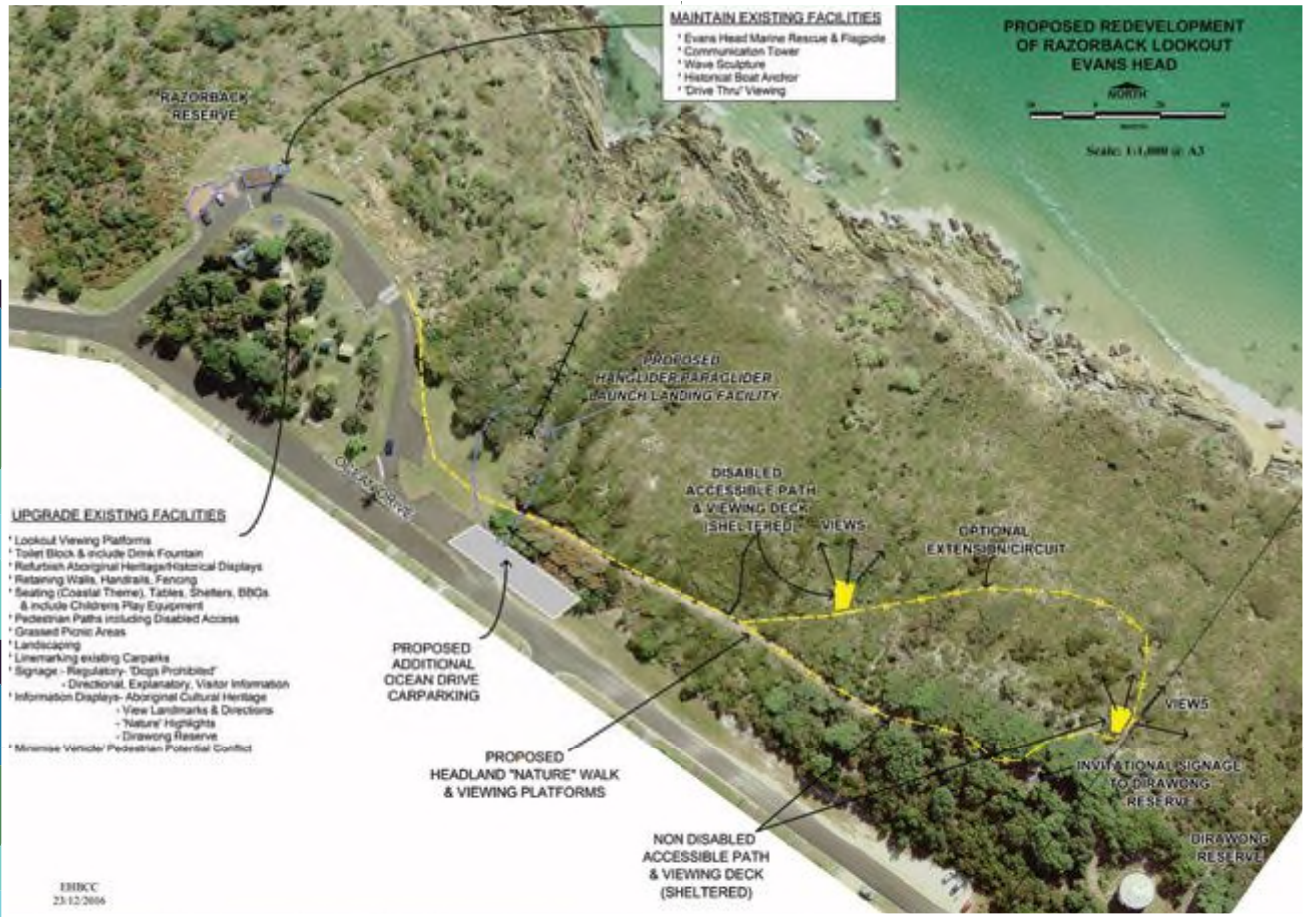 MAINTAIN EXISTING FACILITIES
* Evans Head Marine Rescue & Flagpole
* Communication Tower
* Wave Sculpture
* Historical Boat Anchor
* 'Drive Thru' Viewing
PROPOSED REDEVELOPMENT
OF RAZORBACK LOOKOUT
EVANS HEAD
NORTH
20 0 20 40
Scale: 1:1,000 @ A3
RAZORBACK
RESERVE
PROPOSED
HANGLIDER/PARAGLIDER
LAUNCH LANDING FACILITY
OCEAN DRIVE
DISABLED
ACCESSIBLE PATH
& VIEWING DECK
(SHELTERED)
VIEWS
OPTIONAL
EXTENSION/CIRCUIT
UPGRADE EXISTING FACILITIES
* Lookout Viewing Platforms
* Toilet Block & include Drink Fountain
* Refurbish Aboriginal Heritage/Historical Displays
* Retaining Walls, Handrails, Fencing
* Seating (Coastal Theme), Tables, Shelters, BBQs
& include Childrens Play Equipment
* Pedestrian Paths including Disabled Access
* Grassed Picnic Areas
* Landscaping
* Linemarking existing Carparks
* Signage - Regulatory- 'Dogs Prohibited'
- Directional, Explanatory, Visitor Information
* Information Displays- Aboriginal Cultural Heritage
- View Landmarks & Directions
- 'Nature' Highlights
- Dirawong Reserve
* Minimise Vehicle/ Pedestrian Potential Conflict
PROPOSED
ADDITIONAL
OCEAN DRIVE
CARPARKING
PROPOSED
HEADLAND "NATURE" WALK
& VIEWING PLATFORMS
VIEWS
INVITATIONAL SIGNAGE
TO DIRAWONG
RESERVE
NON DISABLED
ACCESSIBLE PATH
& VIEWING DECK
(SHELTERED)
DIRAWONG
RESERVE
EHBCC
23/12/2016